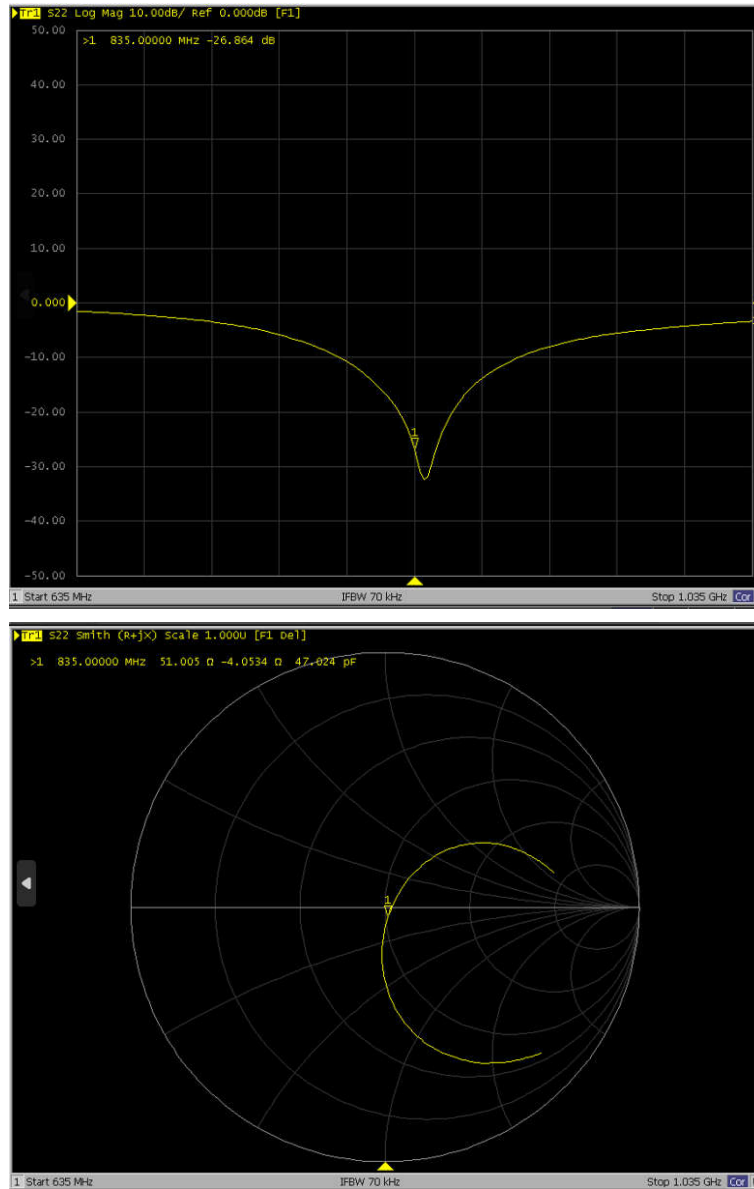 Tr1 S22 Log Mag 10.00dB/ Ref 0.000dB [F1]
50.00
>1 835.00000 MHz -26.864 dB
40.00
30.00
20.00
10.00
0.000
-10.00
-20.00
1
-30.00
-40.00
-50.00
1 Start 635 MHz IFBW 70 kHz Stop 1.035 GHz Cor
Tr1 S22 Smith (R+jX) Scale 1.000U [F1 Del]
>1 835.00000 MHz 51.005 Ω -4.0534 Ω 47.024 pF
1
1 Start 635 MHz IFBW 70 kHz Stop 1.035 GHz Cor